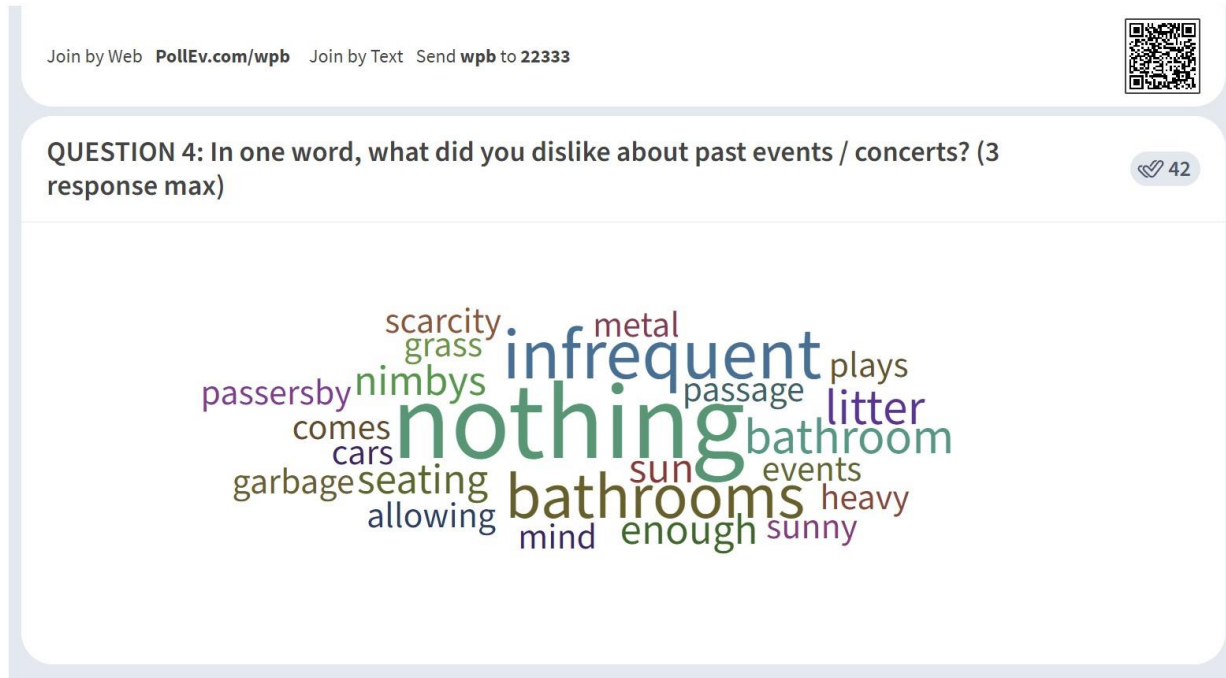 Join by Web PollEv.com/wpb Join by Text Send wpb to 22333
QUESTION 4: In one word, what did you dislike about past events / concerts? (3
response max)
42
scarcity
metal
grass
infrequent
plays
passersby
nimbys
passage
litter
comes
nothing
bathroom
cars
sun
events
garbage
seating
bathrooms
heavy
allowing
mind
enough
sunny